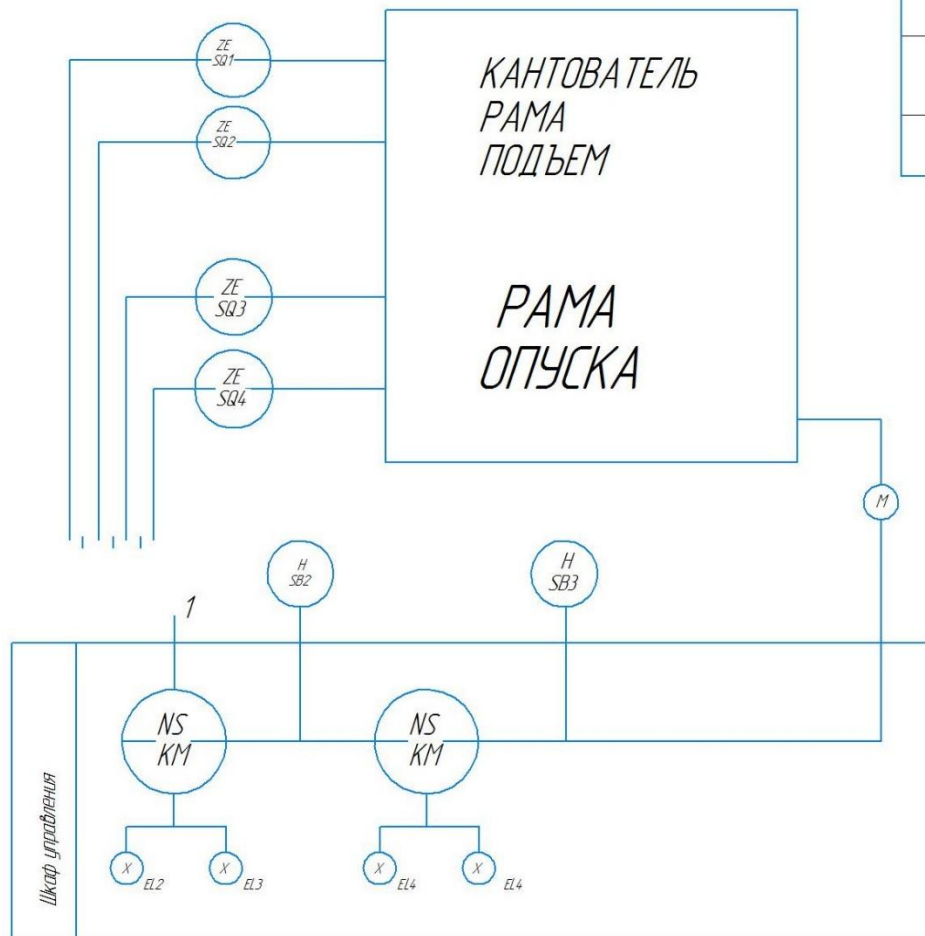 ZE
SQ1
КАНТОВАТЕЛЬ
РАМА
ПОДЪЕМ
ZE
SQ2
ZE
SQ3
РАМА
ОПУСКА
ZE
SQ4
M
H
SB2
H
SB3
1
NS
KM
NS
KM
Шкаф управления
X
EL2
X
EL3
X
EL4
X
EL4